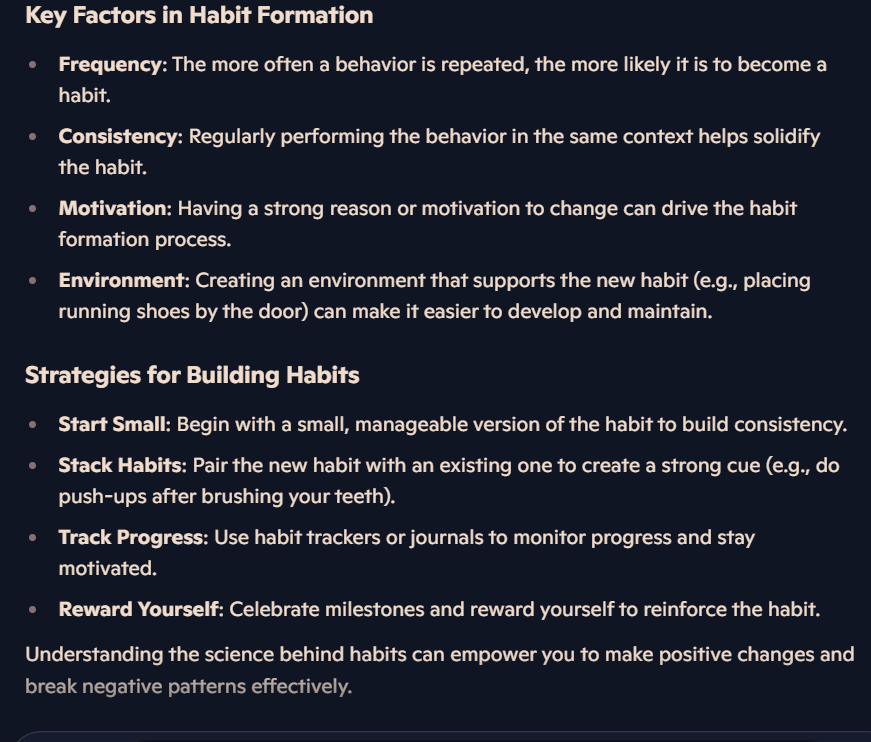 Key Factors in Habit Formation
Frequency: The more often a behavior is repeated, the more likely it is to become a
habit.
Consistency: Regularly performing the behavior in the same context helps solidify
the habit.
Motivation: Having a strong reason or motivation to change can drive the habit
formation process.
Environment: Creating an environment that supports the new habit (e.g., placing
running shoes by the door) can make it easier to develop and maintain.
Strategies for Building Habits
Start Small: Begin with a small, manageable version of the habit to build consistency.
Stack Habits: Pair the new habit with an existing one to create a strong cue (e.g., do
push-ups after brushing your teeth).
Track Progress: Use habit trackers or journals to monitor progress and stay
motivated.
Reward Yourself: Celebrate milestones and reward yourself to reinforce the habit.
Understanding the science behind habits can empower you to make positive changes and
break negative patterns effectively.